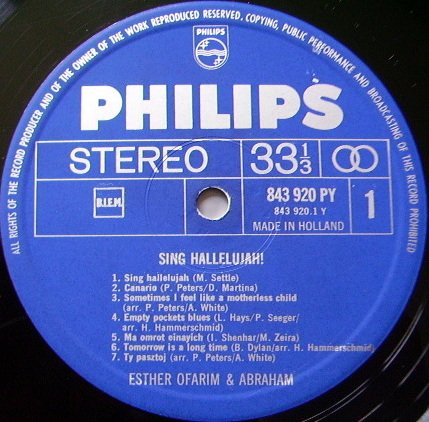 ALL RIGHTS OF THE RECORD PRODUCER AND OF THE OWNER OF THE WORK REPRODUCED RESERVED, COPYING, PUBLIC PERFORMANCE AND BROADCASTING OF THIS RECORD PROHIBITED
PHILIPS
PHILIPS
STEREO 33 1/3
B.I.E.M.
843 920 PY
843 920.1 Y
MADE IN HOLLAND
1
SING HALLELUJAH!
1. Sing hallelujah (M. Settle)
2. Canario (P. Peters/D. Martina)
3. Sometimes I feel like a motherless child
(arr. P. Peters/A. White)
4. Empty pockets blues (L. Hays/P. Seeger/
arr. H. Hammerschmid)
5. Ma omrot einayich (I. Shenhar/M. Zeira)
6. Tomorrow is a long time (B. Dylan/arr. H. Hammerschmid)
7. Ty pasztoj (arr. P. Peters/A. White)
ESTHER OFARIM & ABRAHAM